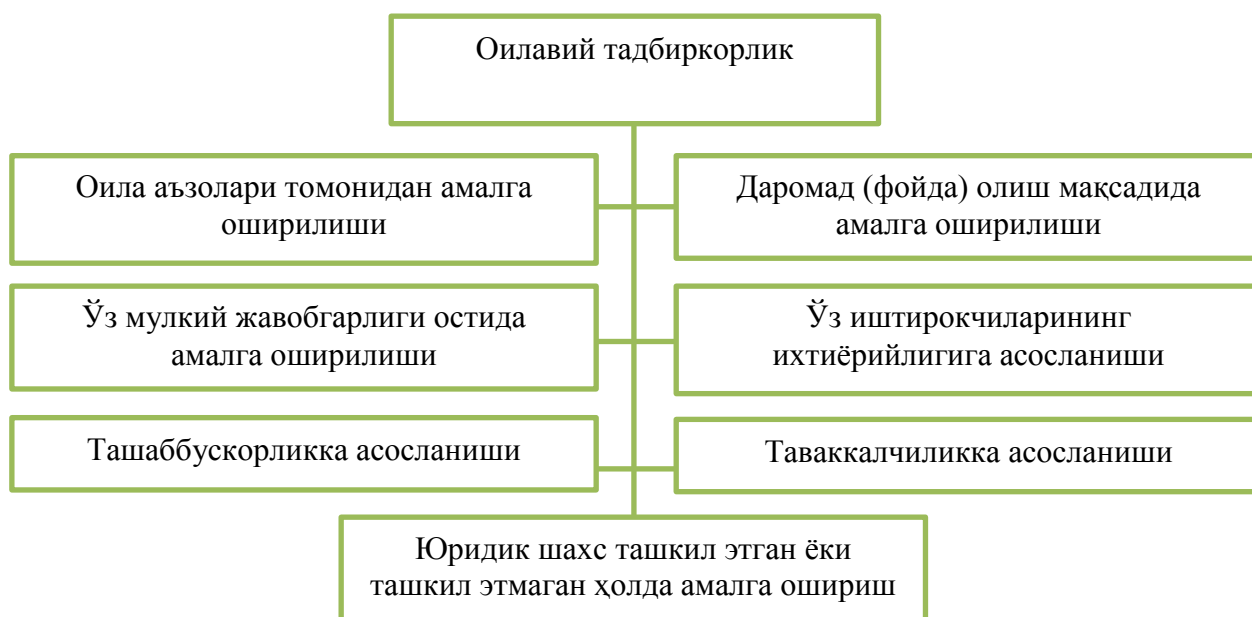 Оилавий тадбиркорлик
Оила аъзолари томонидан амалга
оширилиши
Даромад (фойда) олиш мақсадида
амалга оширилиши
Ўз мулкий жавобгарлиги остида
амалга оширилиши
Ўз иштирокчиларининг
ихтиёрийлигига асосланиши
Ташаббускорликка асосланиши
Таваккалчиликка асосланиши
Юридик шахс ташкил этган ёки
ташкил этмаган ҳолда амалга ошириш